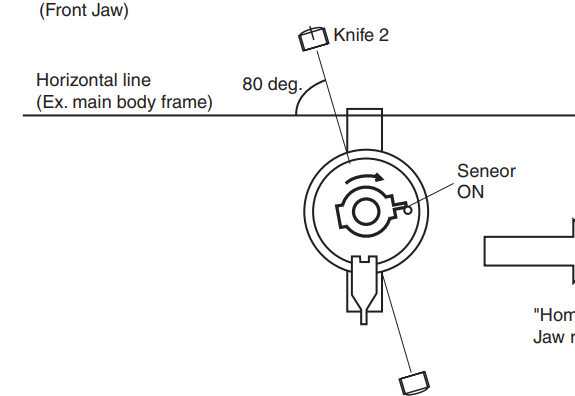 (Front Jaw)
Knife 2
Horizontal line
(Ex. main body frame)
80 deg.
Seneor
ON
"Hom
Jaw r